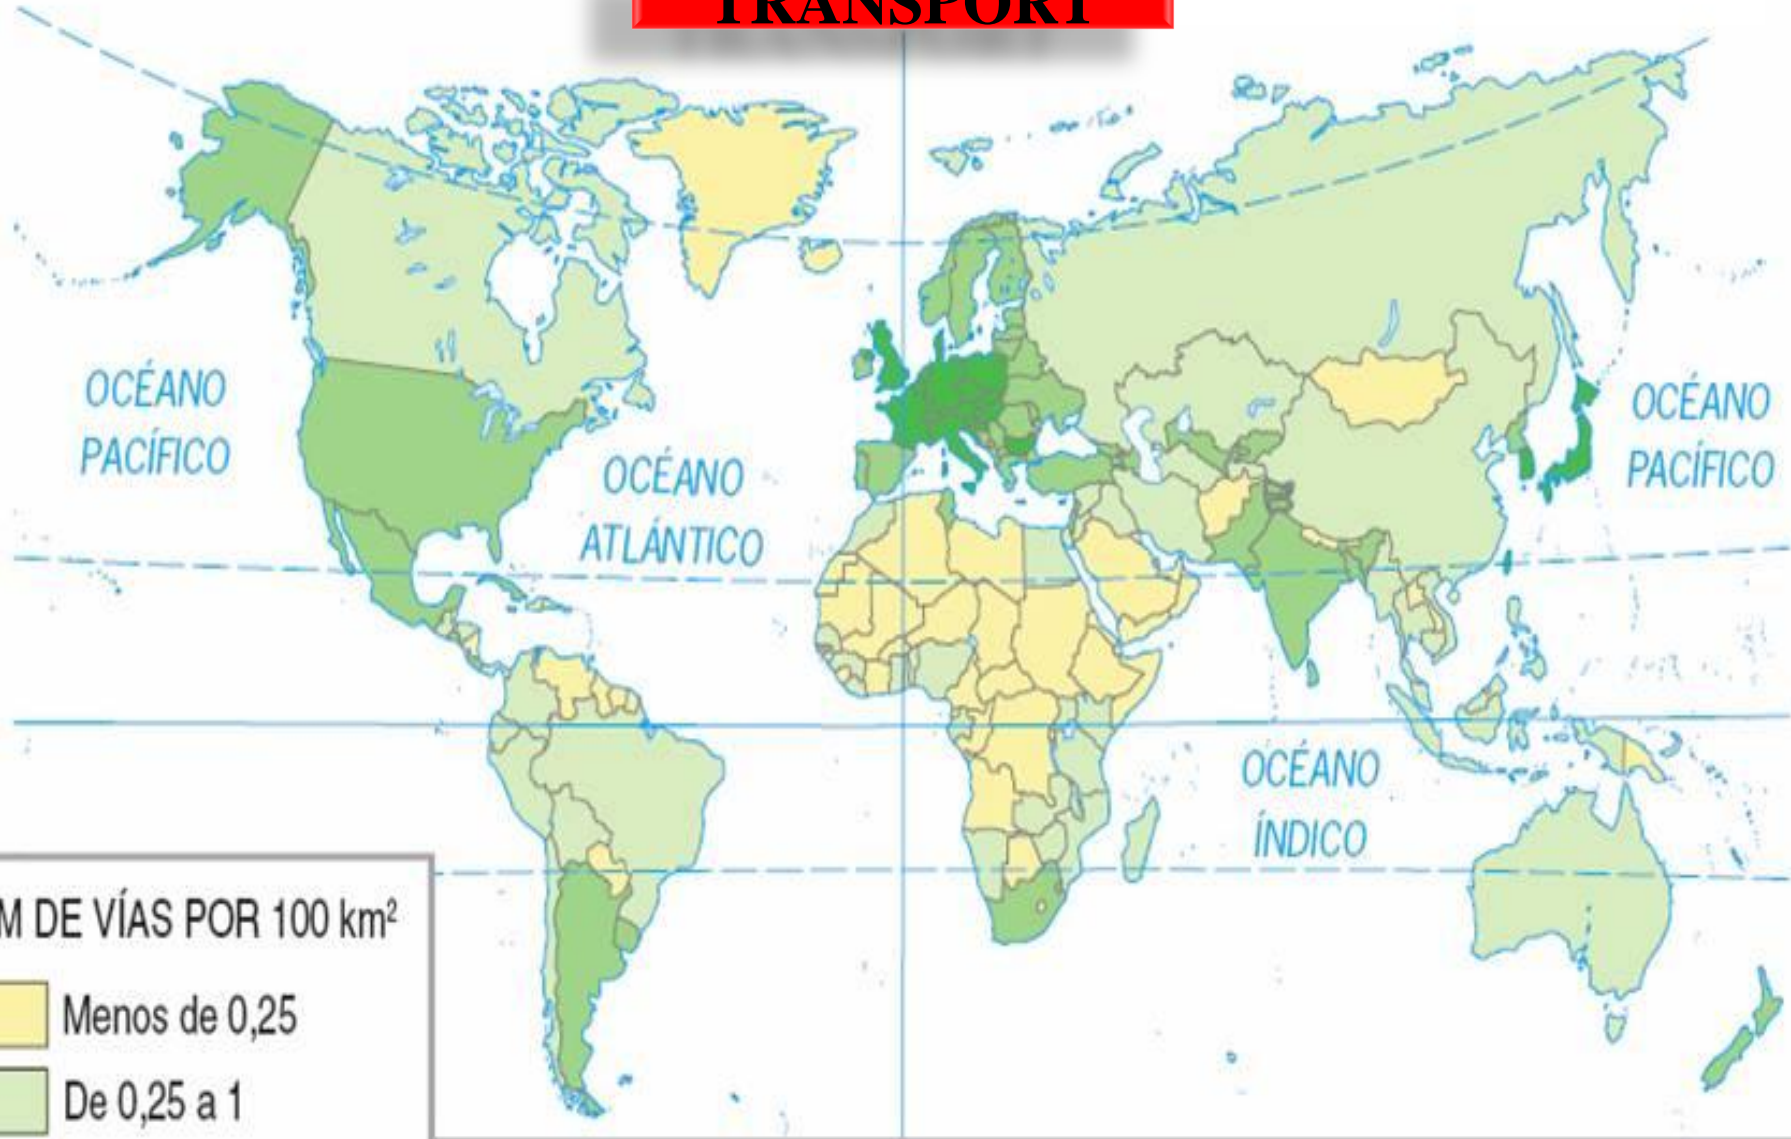 TRANSPORT
OCÉANO
PACÍFICO
OCÉANO
ATLÁNTICO
OCÉANO
PACÍFICO
OCÉANO
ÍNDICO
M DE VÍAS POR 100 km²
Menos de 0,25
De 0,25 a 1